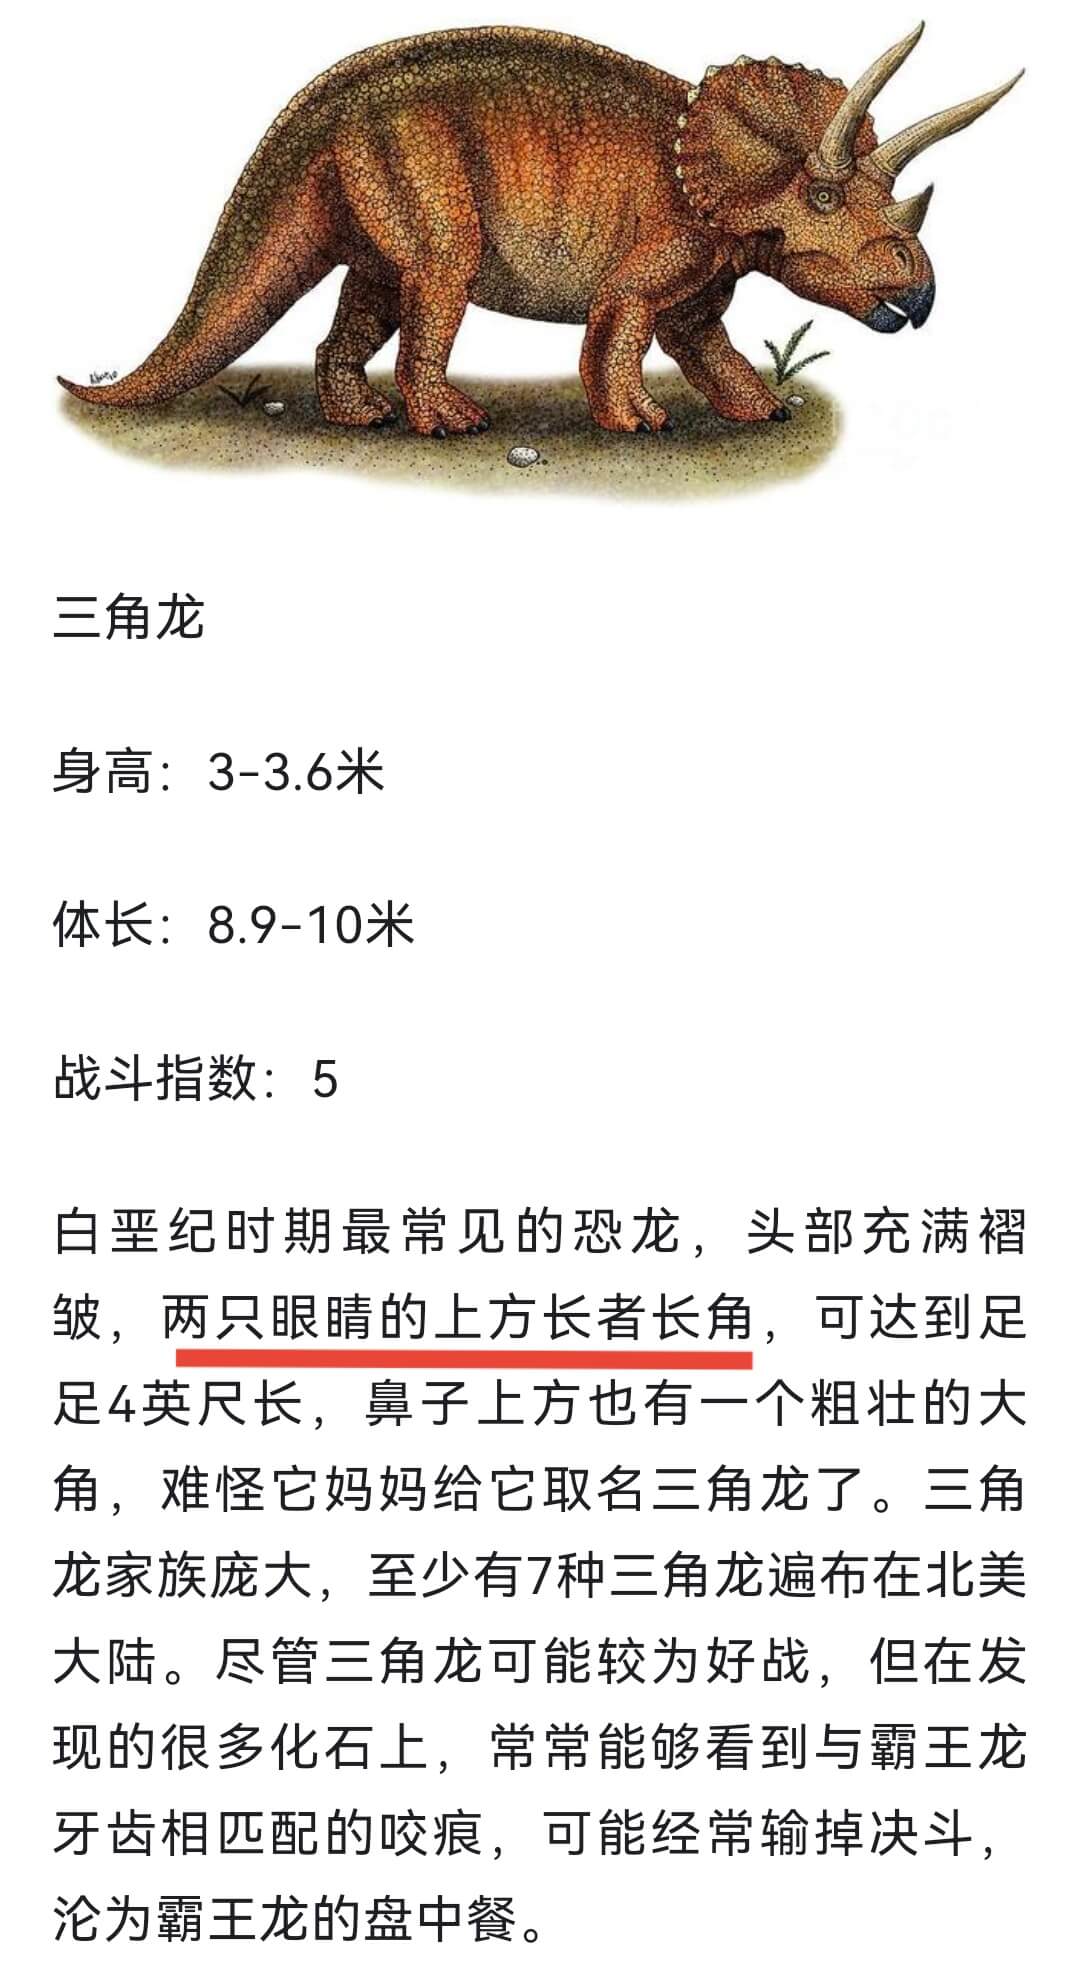 三角龙
身高：3-3.6米
体长：8.9-10米
战斗指数：5
白垩纪时期最常见的恐龙，头部充满褶
皱，两只眼睛的上方长者长角，可达到足
足4英尺长，鼻子上方也有一个粗壮的大
角，难怪它妈妈给它取名三角龙了。三角
龙家族庞大，至少有7种三角龙遍布在北美
大陆。尽管三角龙可能较为好战，但在发
现的很多化石上，常常能够看到与霸王龙
牙齿相匹配的咬痕，可能经常输掉决斗，
沦为霸王龙的盘中餐。